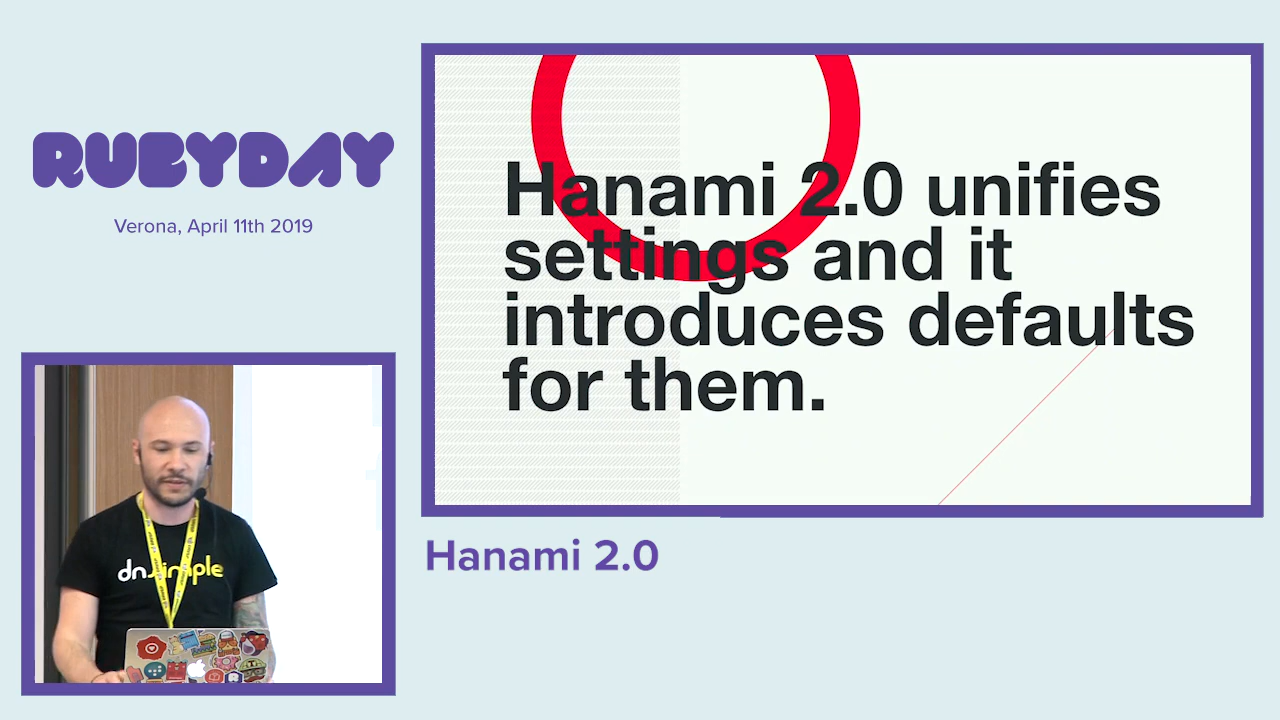 RUBYDAY
Verona, April 11th 2019
Hanami 2.0 unifies
settings and it
introduces defaults
for them.
dnsimple
Hanami 2.0